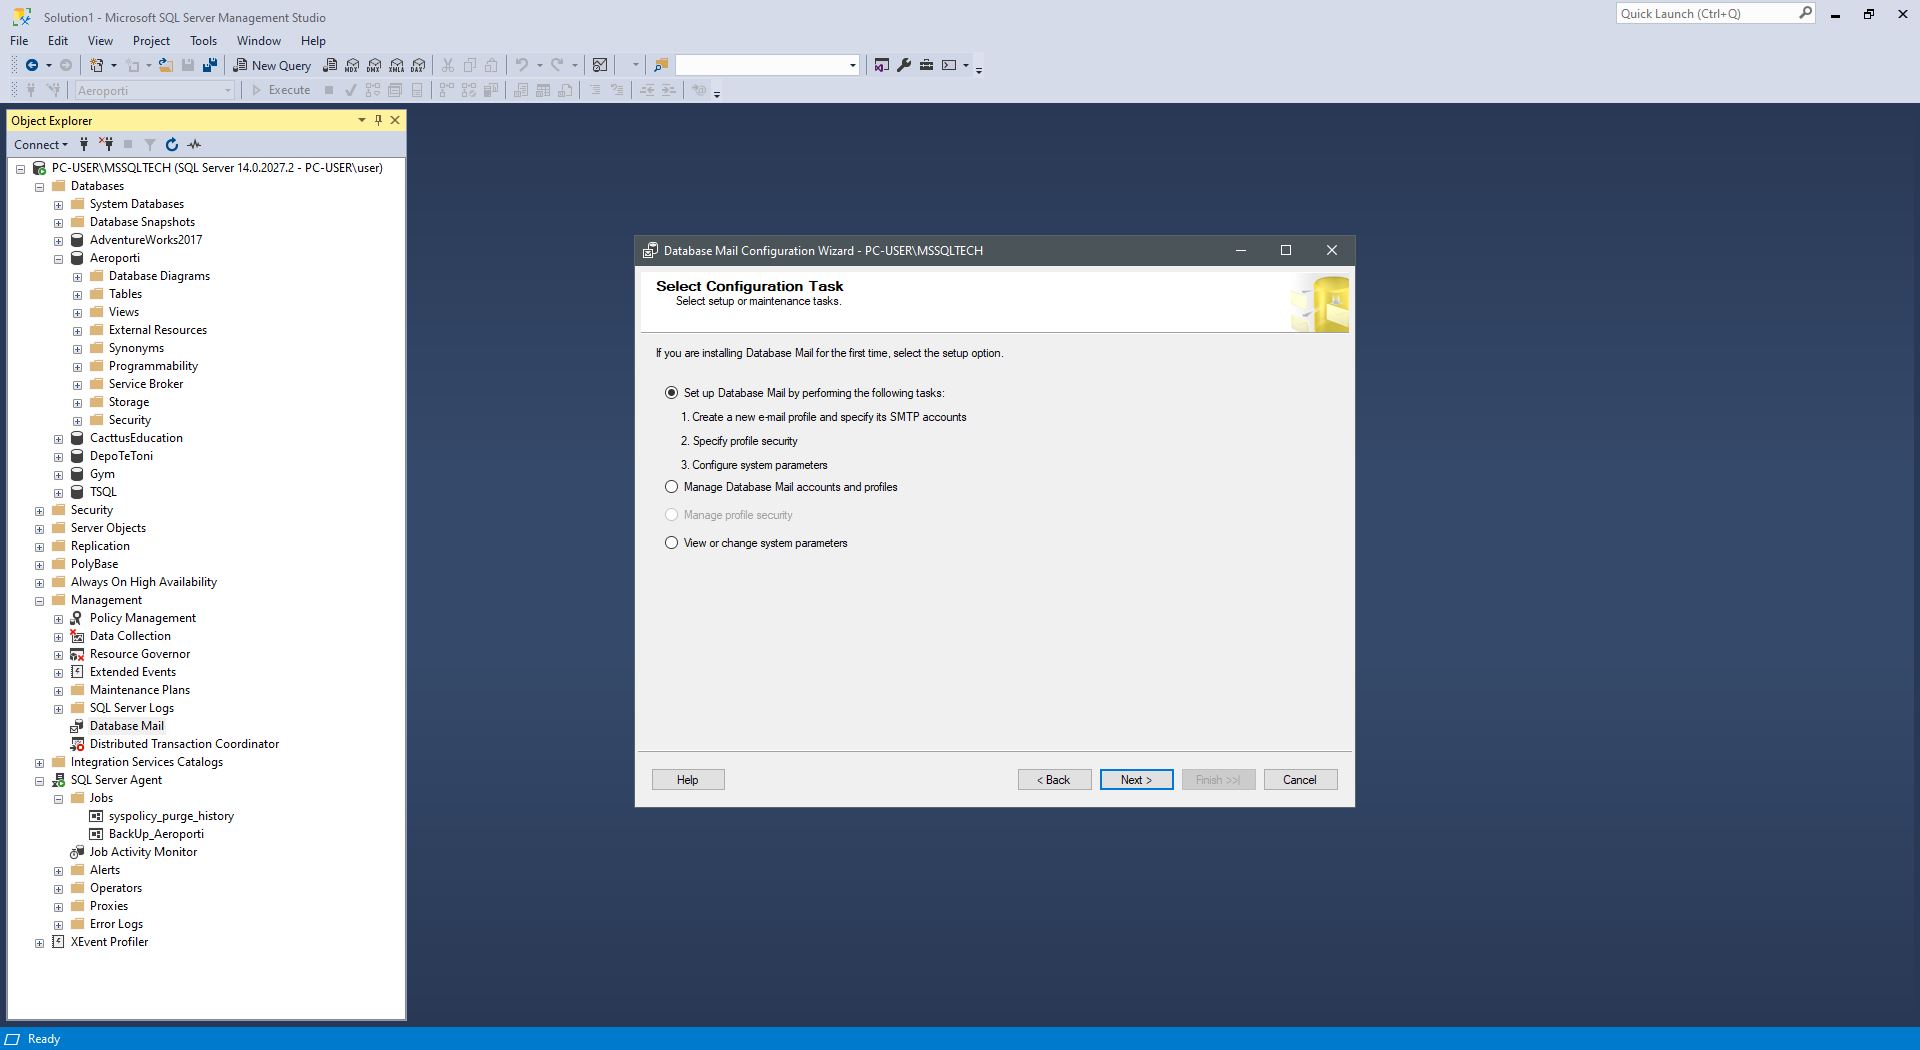 Solution1 - Microsoft SQL Server Management Studio
Quick Launch (Ctrl+Q)
File Edit View Project Tools Window Help
New Query MDX DMX XMLA DAX
Aeroporti Execute
Object Explorer
Connect
PC-USER\MSSQLTECH (SQL Server 14.0.2027.2 - PC-USER\user)
Databases
System Databases
Database Snapshots
AdventureWorks2017
Aeroporti
Database Diagrams
Tables
Views
External Resources
Synonyms
Programmability
Service Broker
Storage
Security
CacttusEducation
DepoTeToni
Gym
TSQL
Security
Server Objects
Replication
PolyBase
Always On High Availability
Management
Policy Management
Data Collection
Resource Governor
Extended Events
Maintenance Plans
SQL Server Logs
Database Mail
Distributed Transaction Coordinator
Integration Services Catalogs
SQL Server Agent
Jobs
syspolicy_purge_history
BackUp_Aeroporti
Job Activity Monitor
Alerts
Operators
Proxies
Error Logs
XEvent Profiler
Database Mail Configuration Wizard - PC-USER\MSSQLTECH
Select Configuration Task
Select setup or maintenance tasks.
If you are installing Database Mail for the first time, select the setup option.
Set up Database Mail by performing the following tasks:
1. Create a new e-mail profile and specify its SMTP accounts
2. Specify profile security
3. Configure system parameters
Manage Database Mail accounts and profiles
Manage profile security
View or change system parameters
Help < Back Next > Finish >>| Cancel
Ready